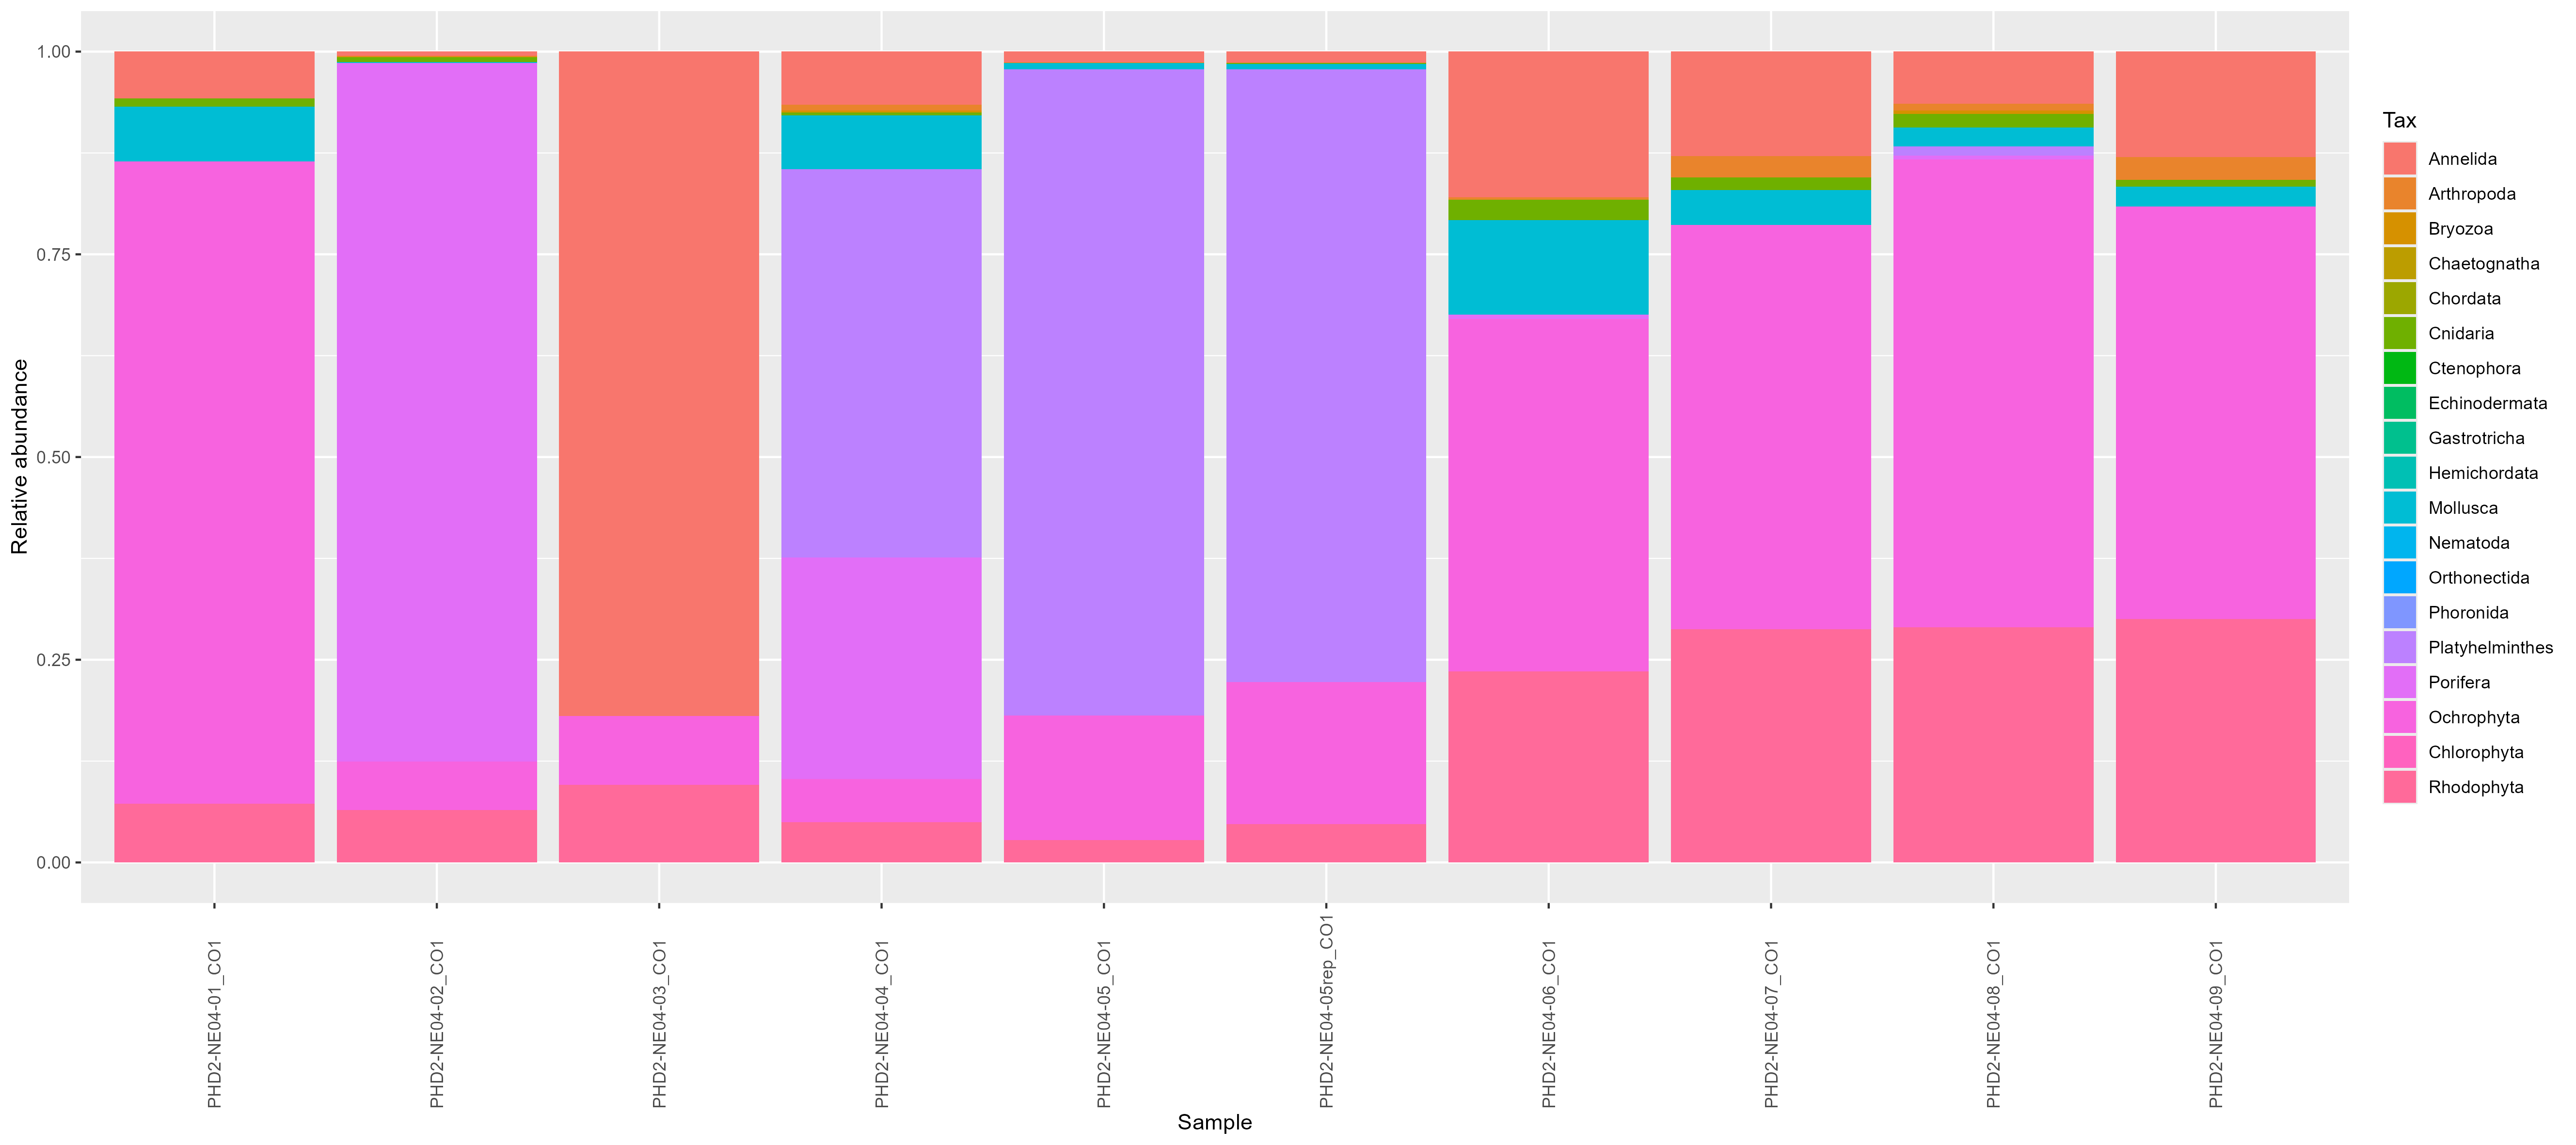 Relative abundance
1.00
0.75
0.50
0.25
0.00
PHD2-NE04-01_CO1
PHD2-NE04-02_CO1
PHD2-NE04-03_CO1
PHD2-NE04-04_CO1
PHD2-NE04-05_CO1
PHD2-NE04-05rep_CO1
PHD2-NE04-06_CO1
PHD2-NE04-07_CO1
PHD2-NE04-08_CO1
PHD2-NE04-09_CO1
Sample
Tax
Annelida
Arthropoda
Bryozoa
Chaetognatha
Chordata
Cnidaria
Ctenophora
Echinodermata
Gastrotricha
Hemichordata
Mollusca
Nematoda
Orthonectida
Phoronida
Platyhelminthes
Porifera
Ochrophyta
Chlorophyta
Rhodophyta